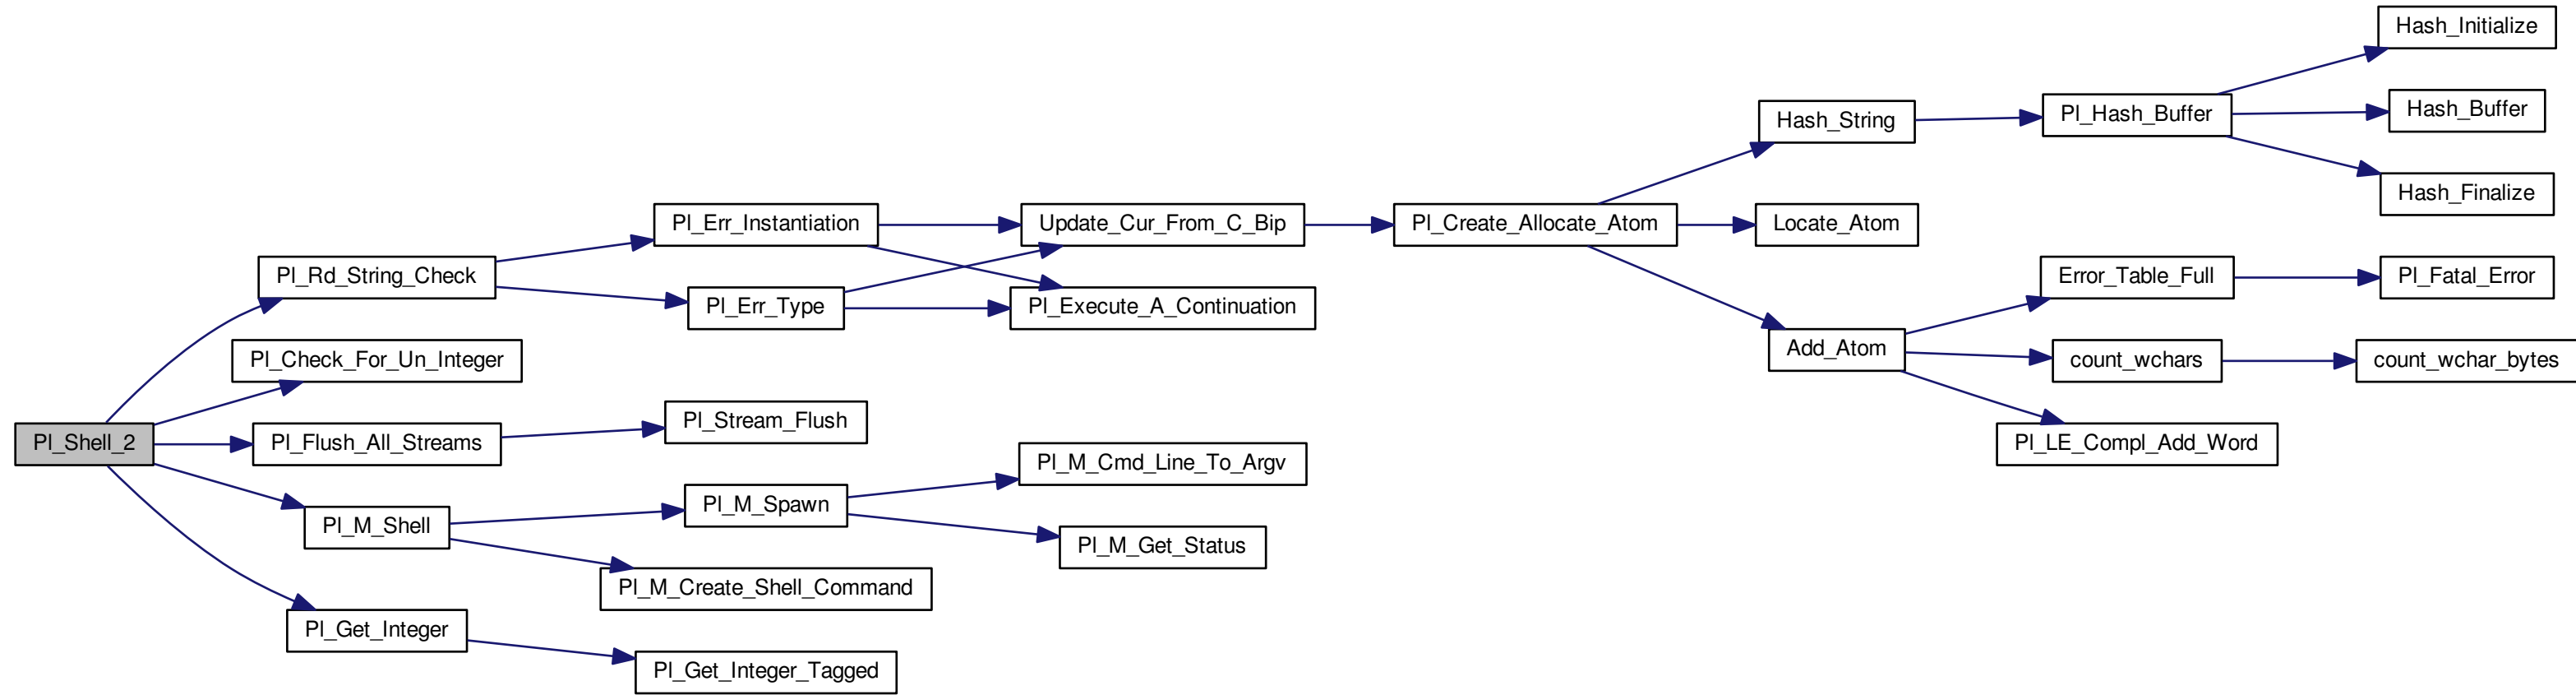 Pl_Shell_2
Pl_Rd_String_Check
Pl_Check_For_Un_Integer
Pl_Flush_All_Streams
Pl_M_Shell
Pl_Get_Integer
Pl_Err_Instantiation
Pl_Err_Type
Pl_Stream_Flush
Pl_M_Spawn
Pl_M_Create_Shell_Command
Pl_Get_Integer_Tagged
Update_Cur_From_C_Bip
Pl_Execute_A_Continuation
Pl_M_Cmd_Line_To_Argv
Pl_M_Get_Status
Pl_Create_Allocate_Atom
Hash_String
Locate_Atom
Add_Atom
Pl_Hash_Buffer
Error_Table_Full
count_wchars
Pl_LE_Compl_Add_Word
Hash_Initialize
Hash_Buffer
Hash_Finalize
Pl_Fatal_Error
count_wchar_bytes